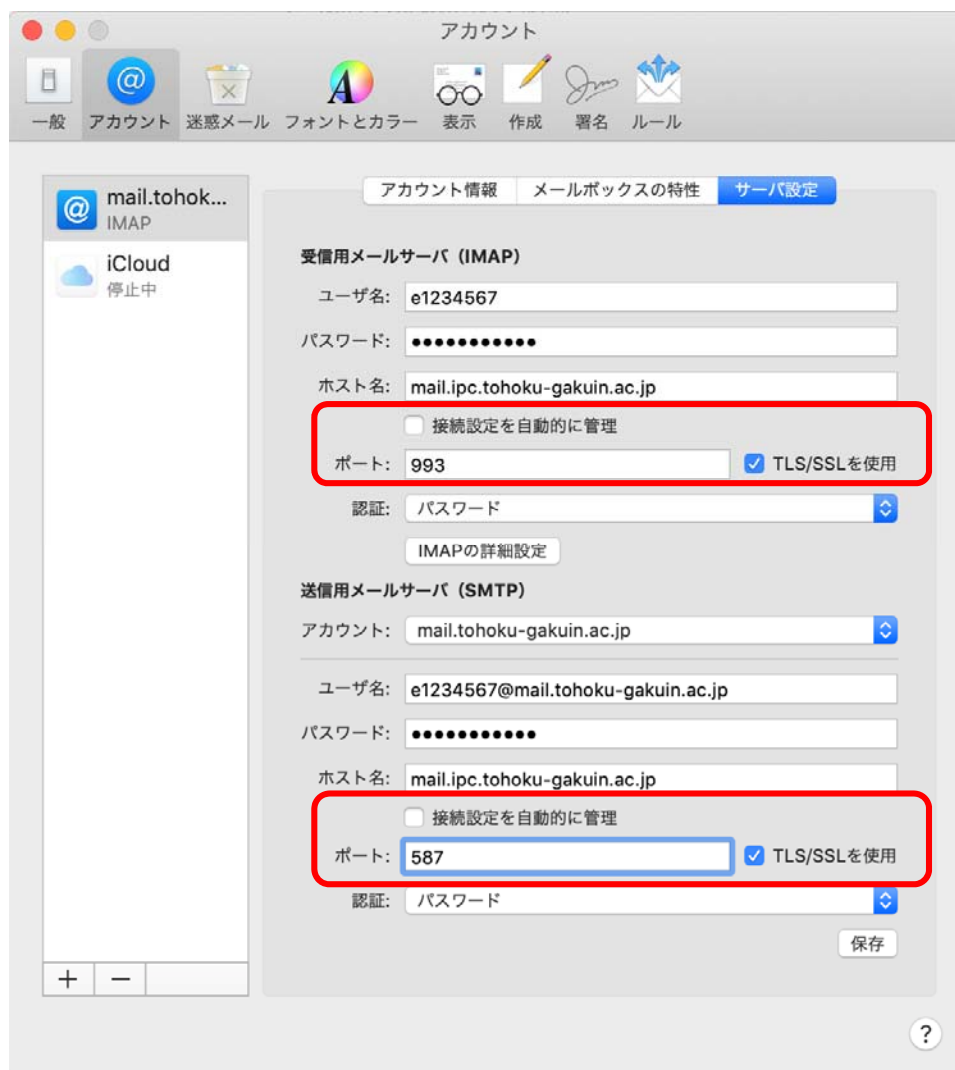 アカウント
一般 アカウント 迷惑メール フォントとカラー 表示 作成 署名 ルール
mail.tohok...
IMAP
iCloud
停止中
アカウント情報 メールボックスの特性 サーバ設定
受信用メールサーバ（IMAP）
ユーザ名: e1234567
パスワード: ●●●●●●●●●●●
ホスト名: mail.ipc.tohoku-gakuin.ac.jp
接続設定を自動的に管理
ポート: 993 TLS/SSLを使用
認証: パスワード
IMAPの詳細設定
送信用メールサーバ（SMTP）
アカウント: mail.tohoku-gakuin.ac.jp
ユーザ名: e1234567@mail.tohoku-gakuin.ac.jp
パスワード: ●●●●●●●●●●●
ホスト名: mail.ipc.tohoku-gakuin.ac.jp
接続設定を自動的に管理
ポート: 587 TLS/SSLを使用
認証: パスワード
保存
+ −
?